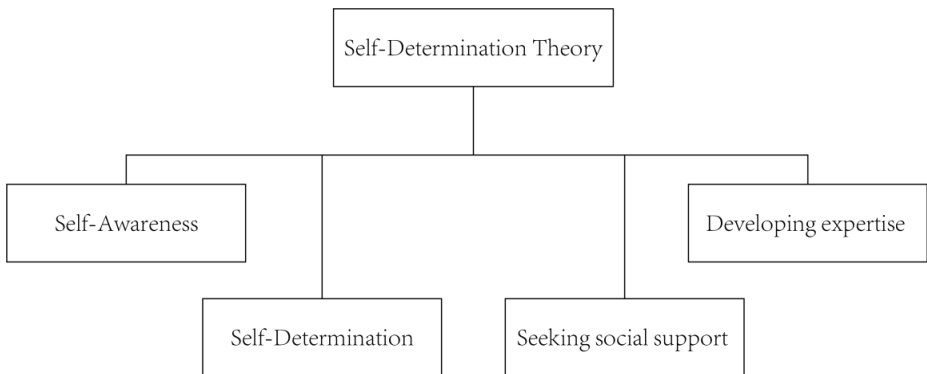 Self-Determination Theory
Self-Awareness
Developing expertise
Self-Determination
Seeking social support